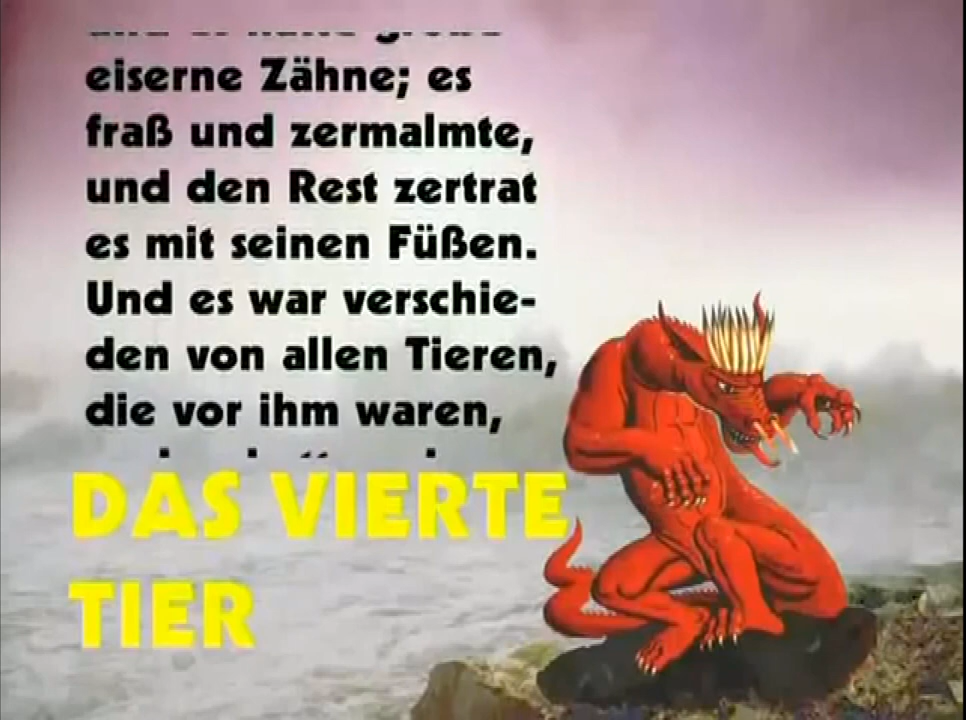 eiserne Zähne; es
fraß und zermalmte,
und den Rest zertrat
es mit seinen Füßen.
Und es war verschie-
den von allen Tieren,
die vor ihm waren,
DAS VIERTE
TIER